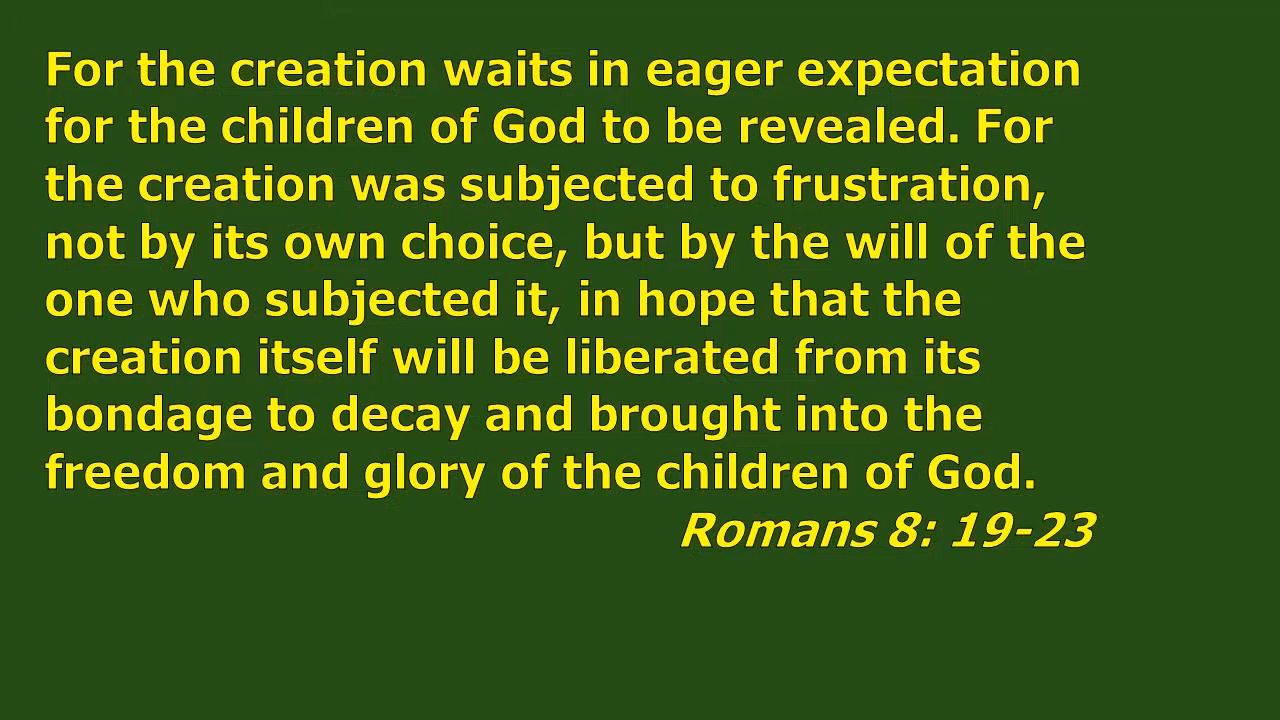 For the creation waits in eager expectation
for the children of God to be revealed. For
the creation was subjected to frustration,
not by its own choice, but by the will of the
one who subjected it, in hope that the
creation itself will be liberated from its
bondage to decay and brought into the
freedom and glory of the children of God.
Romans 8: 19-23